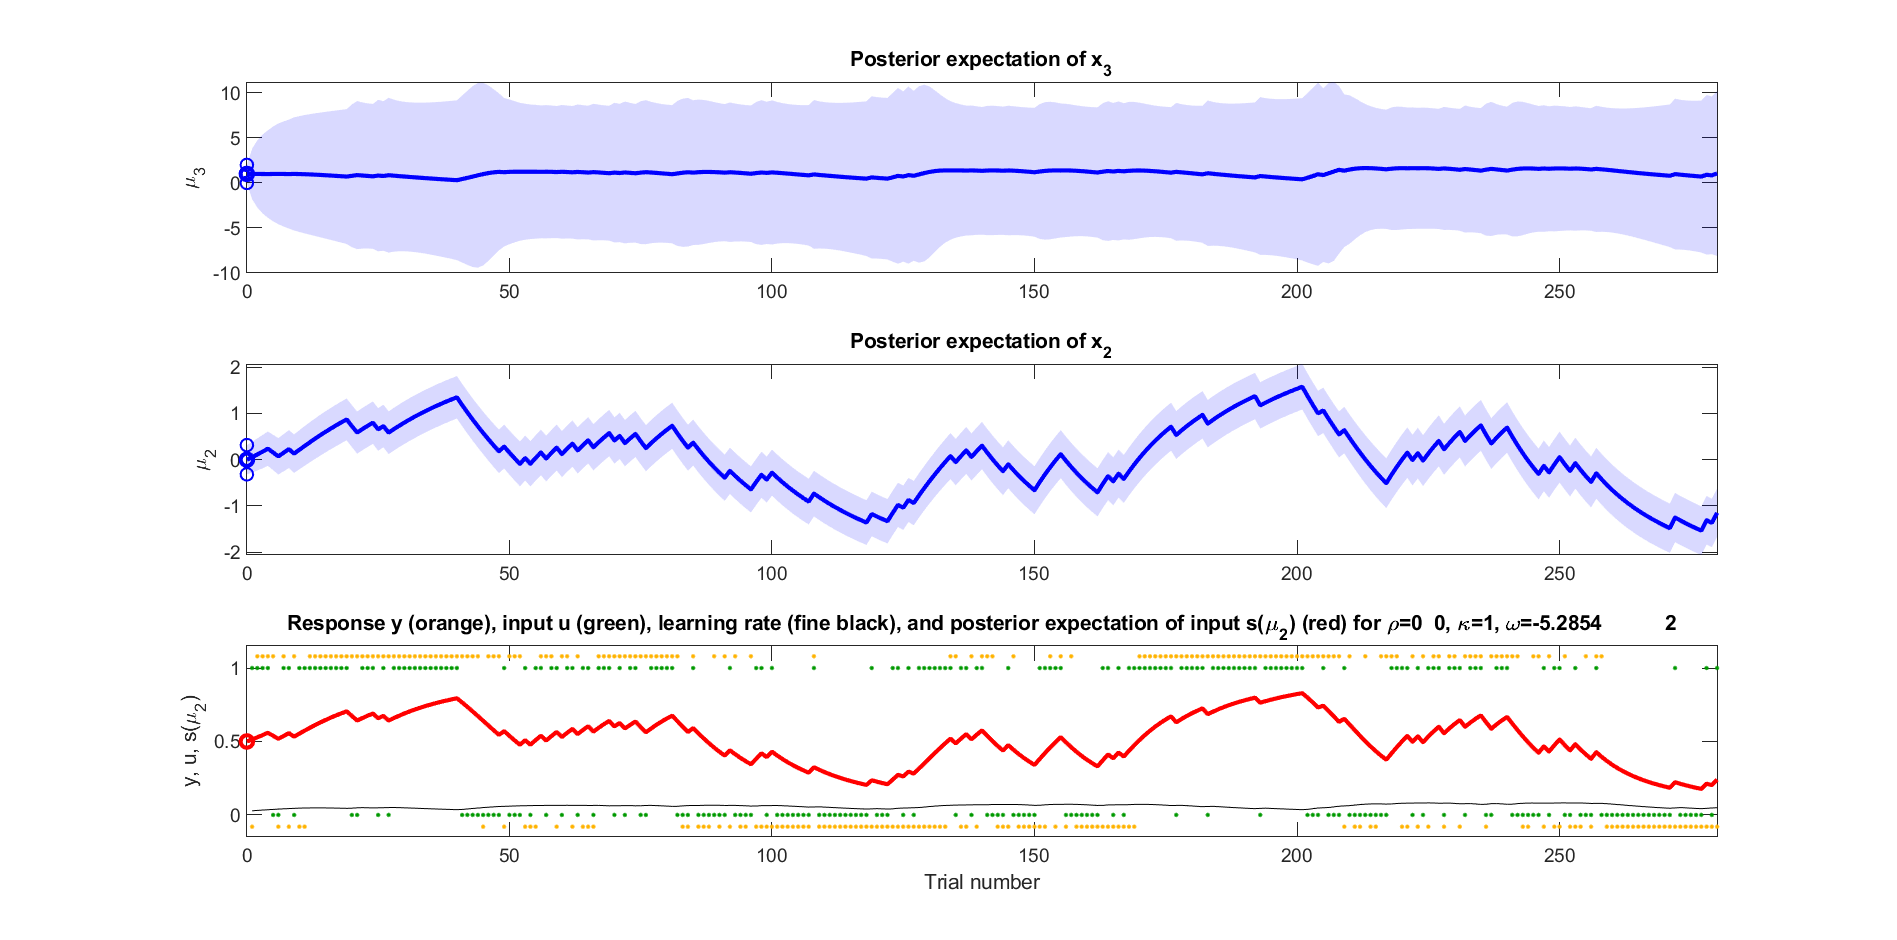 Posterior expectation of x3
10
5
0
-5
-10
μ3
0 50 100 150 200 250
Posterior expectation of x2
2
1
0
-1
-2
μ2
0 50 100 150 200 250
Response y (orange), input u (green), learning rate (fine black), and posterior expectation of input s(μ2) (red) for ρ=0 0, κ=1, ω=-5.2854 2
1
0.5
0
y, u, s(μ2)
0 50 100 150 200 250
Trial number